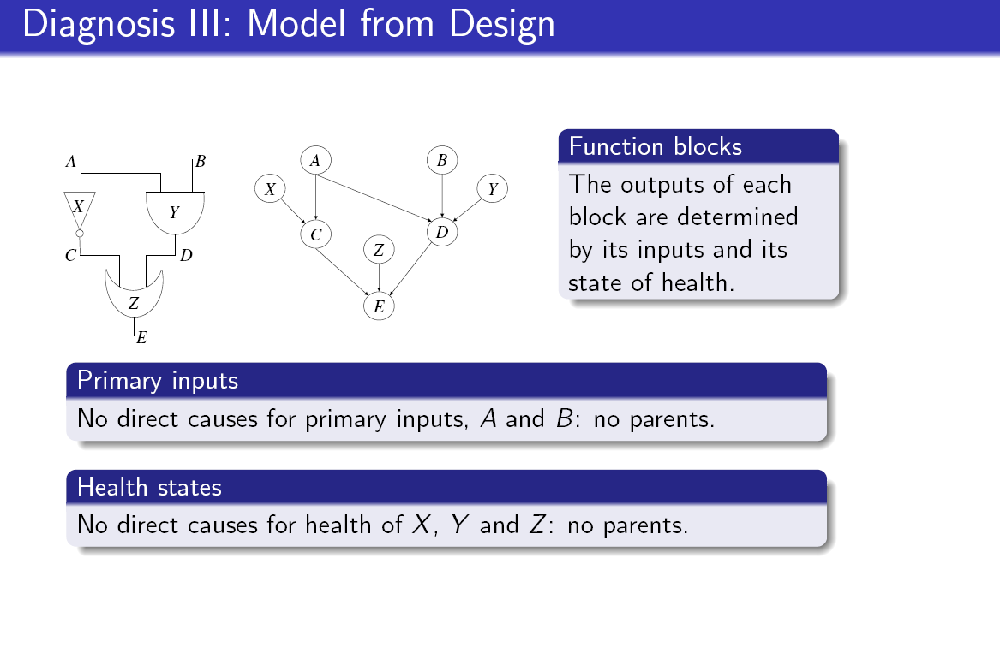 Diagnosis III: Model from Design
A
B
X
Y
C
D
Z
E
A
B
X
Y
C
D
Z
E
Function blocks
The outputs of each
block are determined
by its inputs and its
state of health.
Primary inputs
No direct causes for primary inputs, A and B: no parents.
Health states
No direct causes for health of X, Y and Z: no parents.